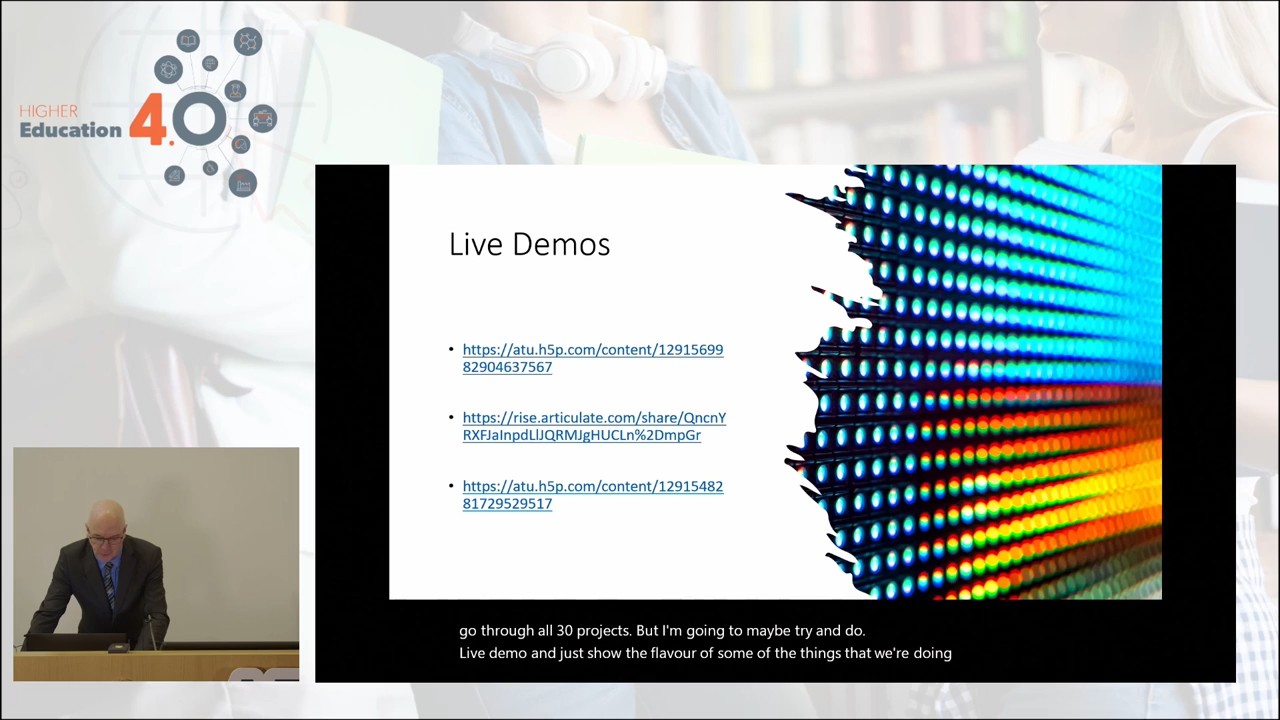 HIGHER
Education 4.0
Live Demos
• https://atu.h5p.com/content/12915699
82904637567
• https://rise.articulate.com/share/QncnY
RXFJaInpdLlJQRMJgHUCLn%2DmpGr
• https://atu.h5p.com/content/12915482
81729529517
go through all 30 projects. But I'm going to maybe try and do.
Live demo and just show the flavour of some of the things that we're doing